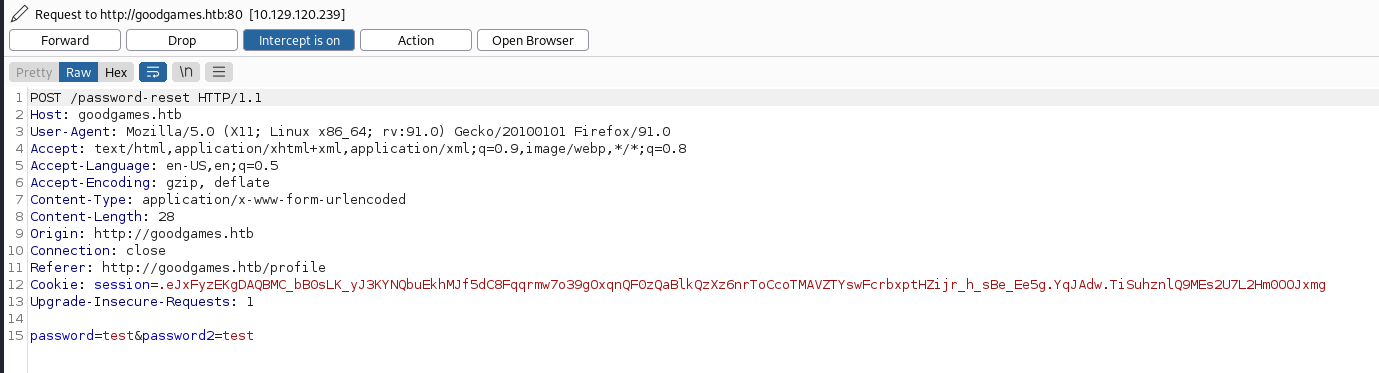 Request to http://goodgames.htb:80 [10.129.120.239]
Forward Drop Intercept is on Action Open Browser
Pretty Raw Hex \n
1 POST /password-reset HTTP/1.1
2 Host: goodgames.htb
3 User-Agent: Mozilla/5.0 (X11; Linux x86_64; rv:91.0) Gecko/20100101 Firefox/91.0
4 Accept: text/html,application/xhtml+xml,application/xml;q=0.9,image/webp,*/*;q=0.8
5 Accept-Language: en-US,en;q=0.5
6 Accept-Encoding: gzip, deflate
7 Content-Type: application/x-www-form-urlencoded
8 Content-Length: 28
9 Origin: http://goodgames.htb
10 Connection: close
11 Referer: http://goodgames.htb/profile
12 Cookie: session=.eJxFyzEKgDAQBMC_bB0sLK_yJ3KYNQbuEkhMJf5dC8Fqqrmw7o39gOxqnQF0zQaBlkQzXz6nrToCcoTMAVZTYswFcrbxptHZijr_h_sBe_Ee5g.YqJAdw.TiSuhznlQ9MEs2U7L2Hm0OOJxmg
13 Upgrade-Insecure-Requests: 1
14
15 password=test&password2=test